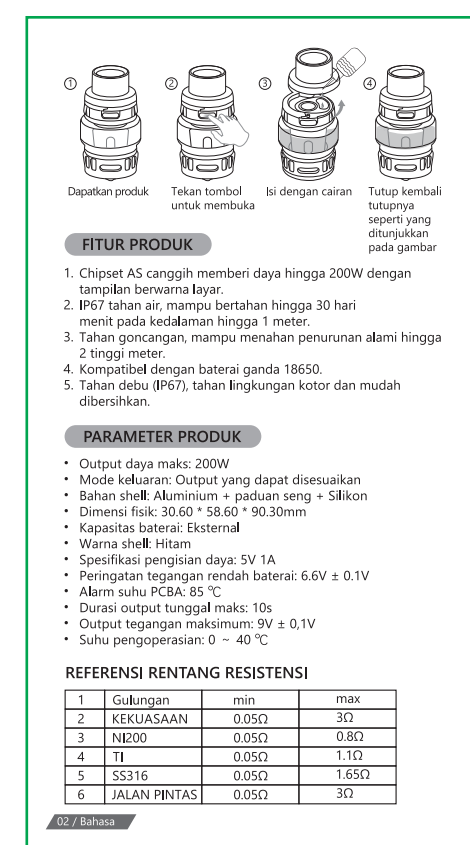 1
2
3
4
Dapatkan produk
Tekan tombol
untuk membuka
Isi dengan cairan
Tutup kembali
tutupnya
seperti yang
ditunjukkan
pada gambar
FITUR PRODUK
1. Chipset AS canggih memberi daya hingga 200W dengan
tampilan berwarna layar.
2. IP67 tahan air, mampu bertahan hingga 30 hari
menit pada kedalaman hingga 1 meter.
3. Tahan goncangan, mampu menahan penurunan alami hingga
2 tinggi meter.
4. Kompatibel dengan baterai ganda 18650.
5. Tahan debu (IP67), tahan lingkungan kotor dan mudah
dibersihkan.
PARAMETER PRODUK
• Output daya maks: 200W
• Mode keluaran: Output yang dapat disesuaikan
• Bahan shell: Aluminium + paduan seng + Silikon
• Dimensi fisik: 30.60 * 58.60 * 90.30mm
• Kapasitas baterai: Eksternal
• Warna shell: Hitam
• Spesifikasi pengisian daya: 5V 1A
• Peringatan tegangan rendah baterai: 6.6V ± 0.1V
• Alarm suhu PCBA: 85 ℃
• Durasi output tunggal maks: 10s
• Output tegangan maksimum: 9V ± 0,1V
• Suhu pengoperasian: 0 ~ 40 ℃
REFERENSI RENTANG RESISTENSI
1 Gulungan min max
2 KEKUASAAN 0.05Ω 3Ω
3 NI200 0.05Ω 0.8Ω
4 TI 0.05Ω 1.1Ω
5 SS316 0.05Ω 1.65Ω
6 JALAN PINTAS 0.05Ω 3Ω
02 / Bahasa